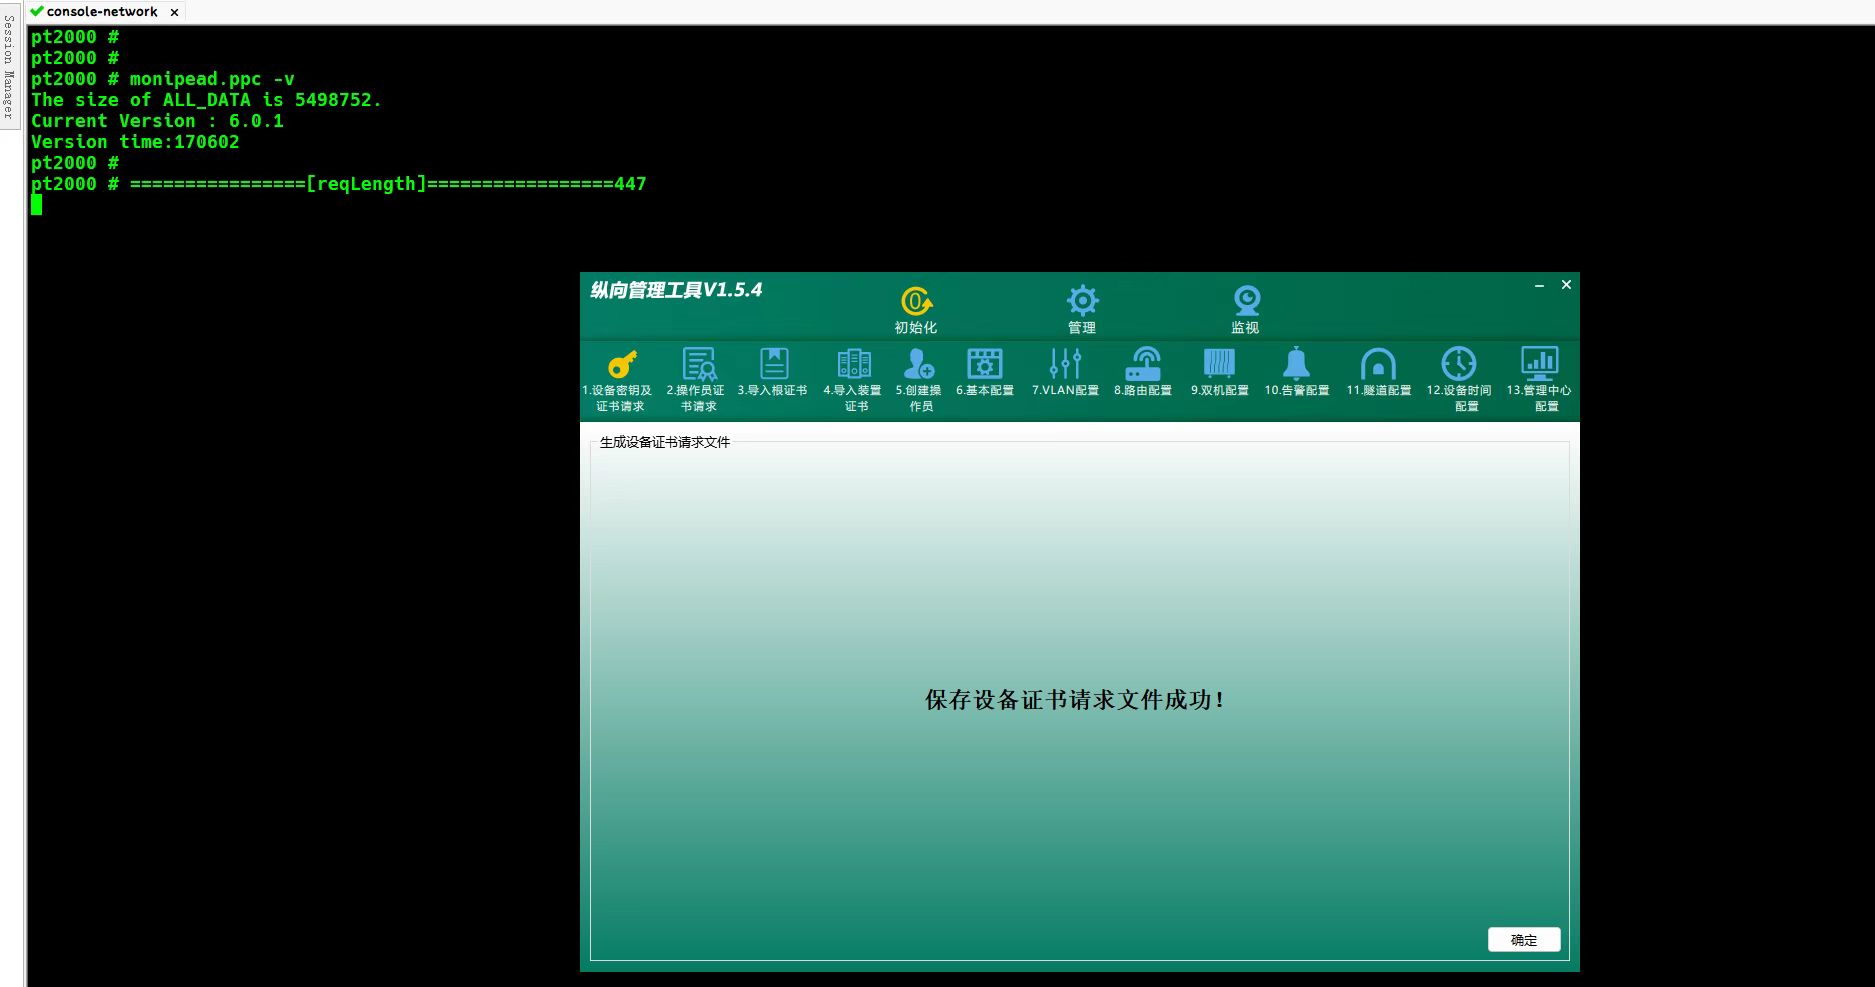 console-network
Session Manager
pt2000 #
pt2000 #
pt2000 # monipead.ppc -v
The size of ALL_DATA is 5498752.
Current Version : 6.0.1
Version time:170602
pt2000 #
pt2000 # ================[reqLength]=================447
纵向管理工具V1.5.4
初始化
管理
监视
1.设备密钥及
证书请求
2.操作员证
书请求
3.导入根证书
4.导入装置
证书
5.创建操
作员
6.基本配置
7.VLAN配置
8.路由配置
9.双机配置
10.告警配置
11.隧道配置
12.设备时间
配置
13.管理中心
配置
生成设备证书请求文件
保存设备证书请求文件成功！
确定